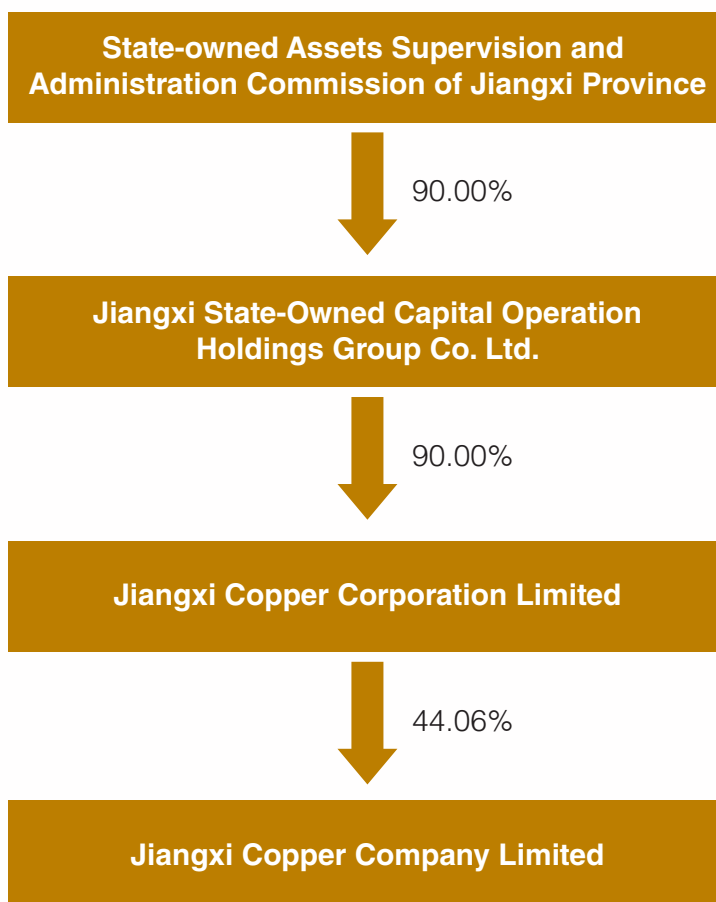 State-owned Assets Supervision and
Administration Commission of Jiangxi Province
90.00%
Jiangxi State-Owned Capital Operation
Holdings Group Co. Ltd.
90.00%
Jiangxi Copper Corporation Limited
44.06%
Jiangxi Copper Company Limited